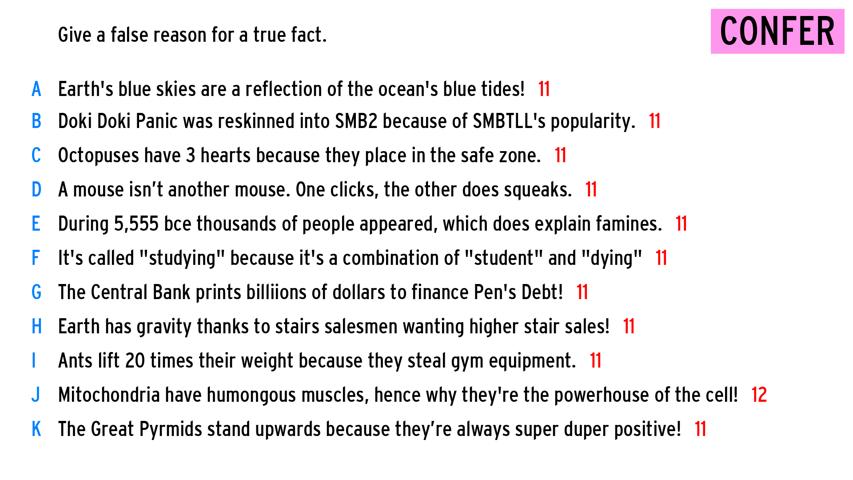 Give a false reason for a true fact.
CONFER
A Earth's blue skies are a reflection of the ocean's blue tides! 11
B Doki Doki Panic was reskinned into SMB2 because of SMBTLL's popularity. 11
C Octopuses have 3 hearts because they place in the safe zone. 11
D A mouse isn’t another mouse. One clicks, the other does squeaks. 11
E During 5,555 bce thousands of people appeared, which does explain famines. 11
F It's called "studying" because it's a combination of "student" and "dying" 11
G The Central Bank prints billiions of dollars to finance Pen's Debt! 11
H Earth has gravity thanks to stairs salesmen wanting higher stair sales! 11
I Ants lift 20 times their weight because they steal gym equipment. 11
J Mitochondria have humongous muscles, hence why they're the powerhouse of the cell! 12
K The Great Pyrmids stand upwards because they’re always super duper positive! 11